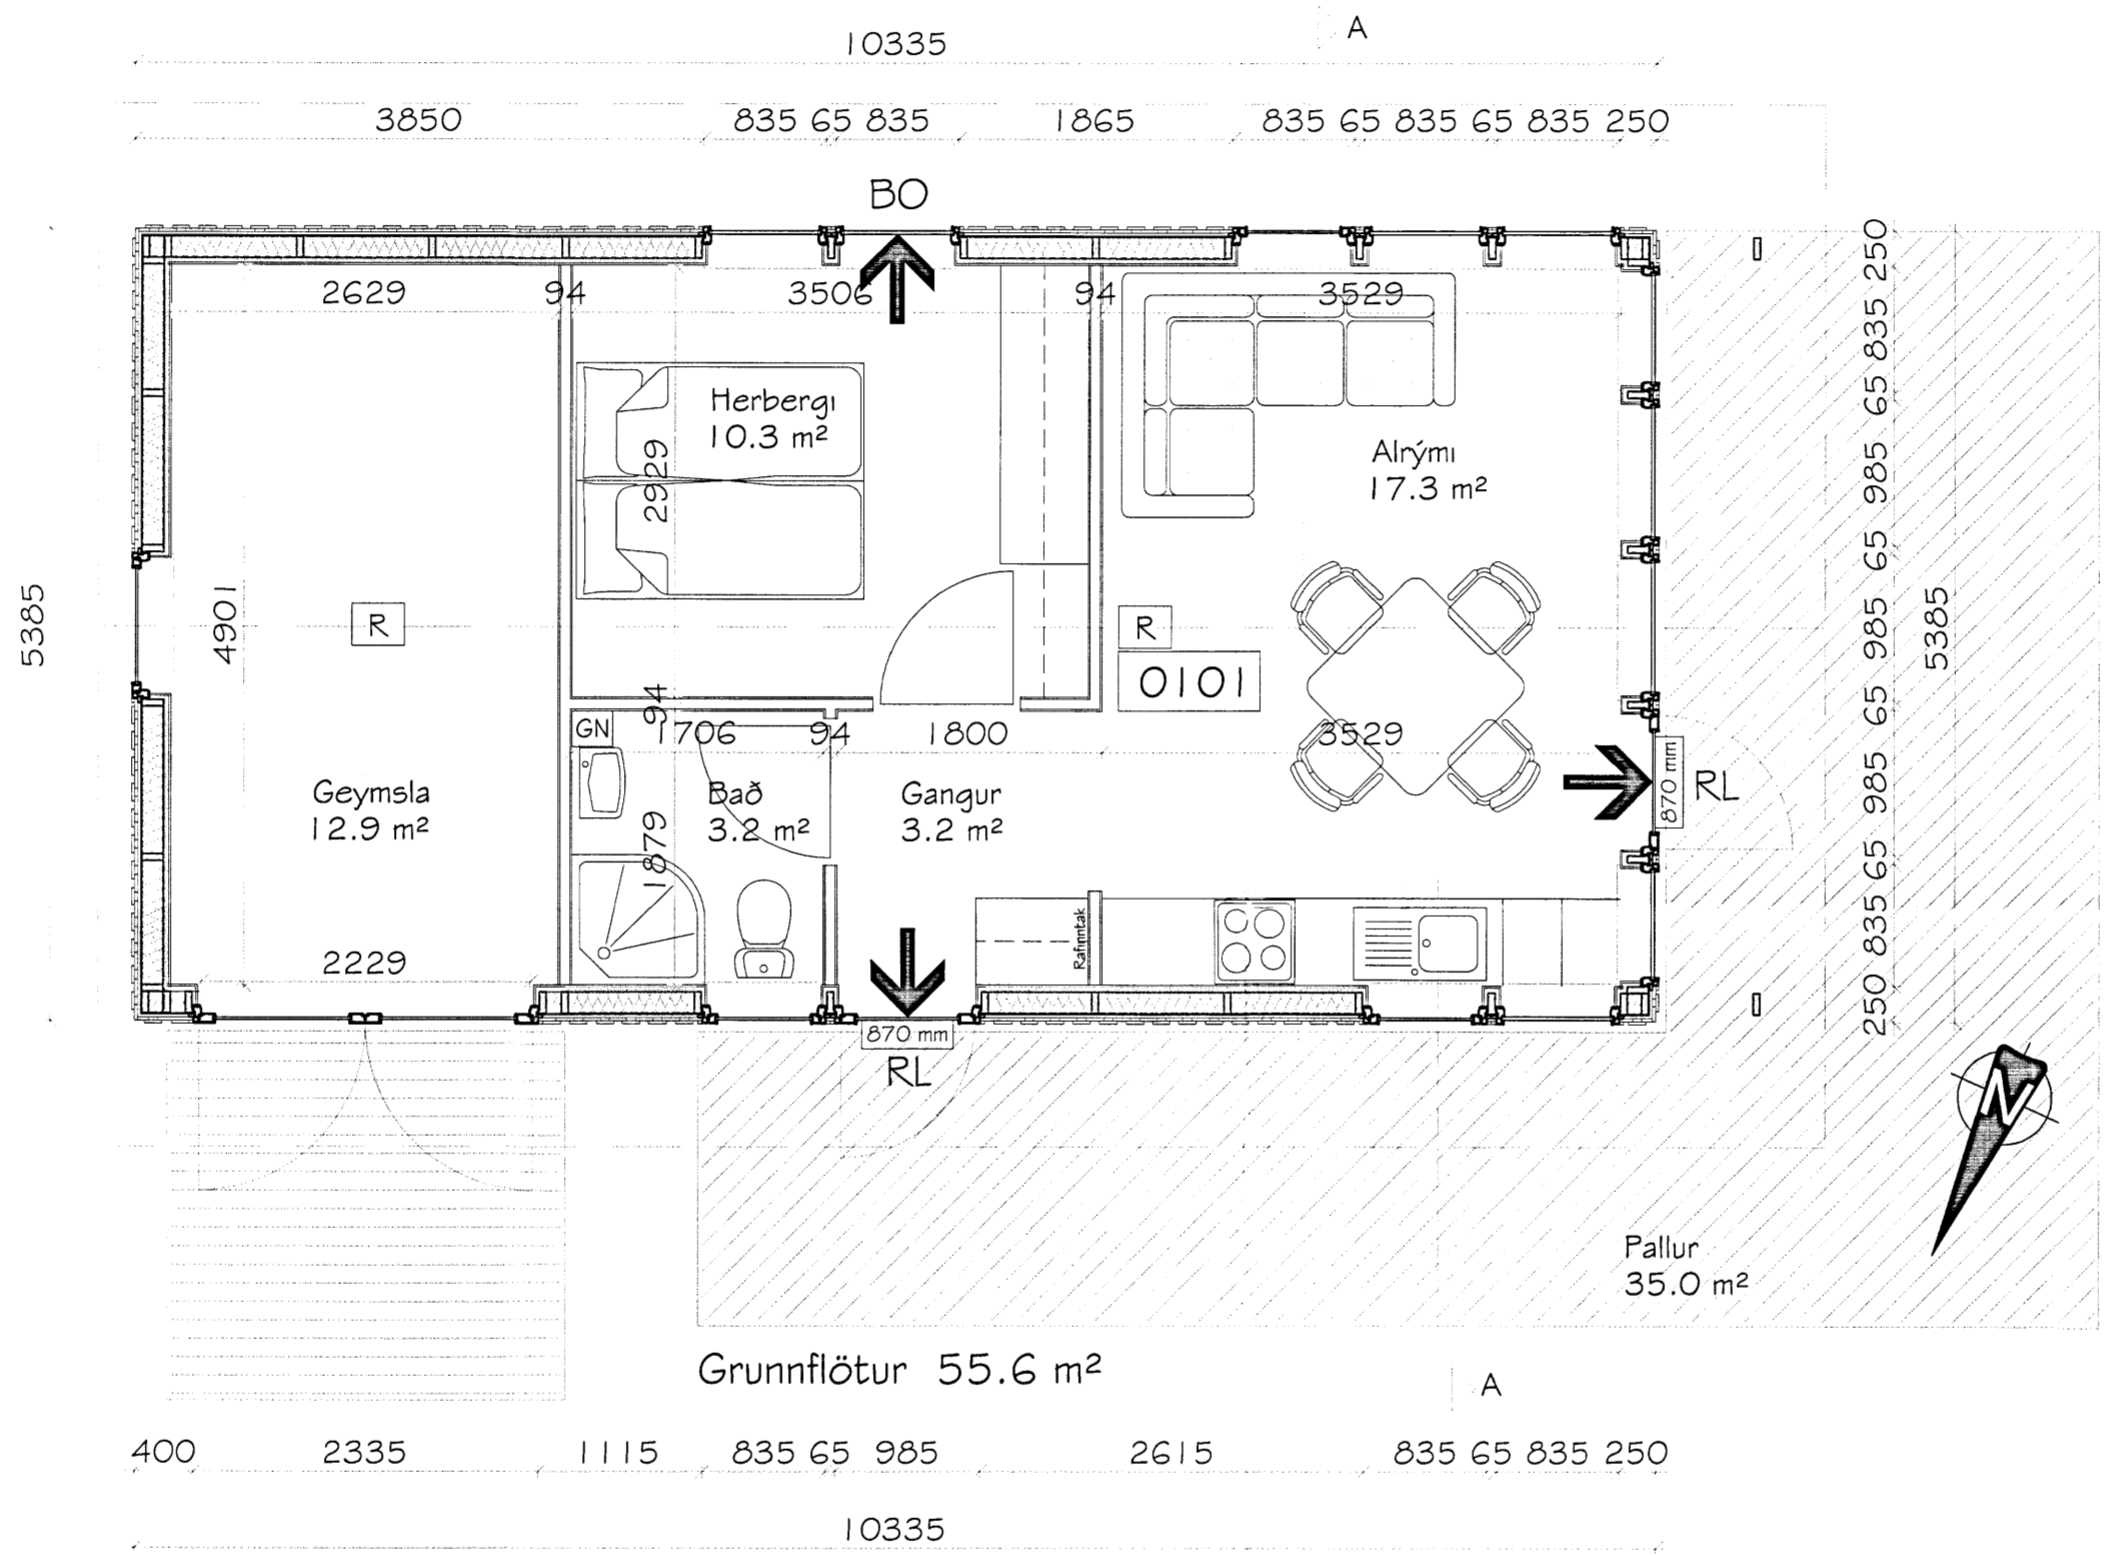 A
10335
3850 835 65 835 1865 835 65 835 65 835 250
BO
2629 94 3506 94 3529
Herbergi
10.3 m²
2929
Alrými
17.3 m²
5385
4901
R
R
0101
94
GN
1706 94 1800 3529
Geymsla
12.9 m²
Bað
3.2 m²
1879
Gangur
3.2 m²
Rafinntak
2229
870 mm
RL
870 mm
RL
250 835 65 985 65 985 65 985 65 835 250
5385
N
Pallur
35.0 m²
Grunnflötur 55.6 m²
A
400 2335 1115 835 65 985 2615 835 65 835 250
10335